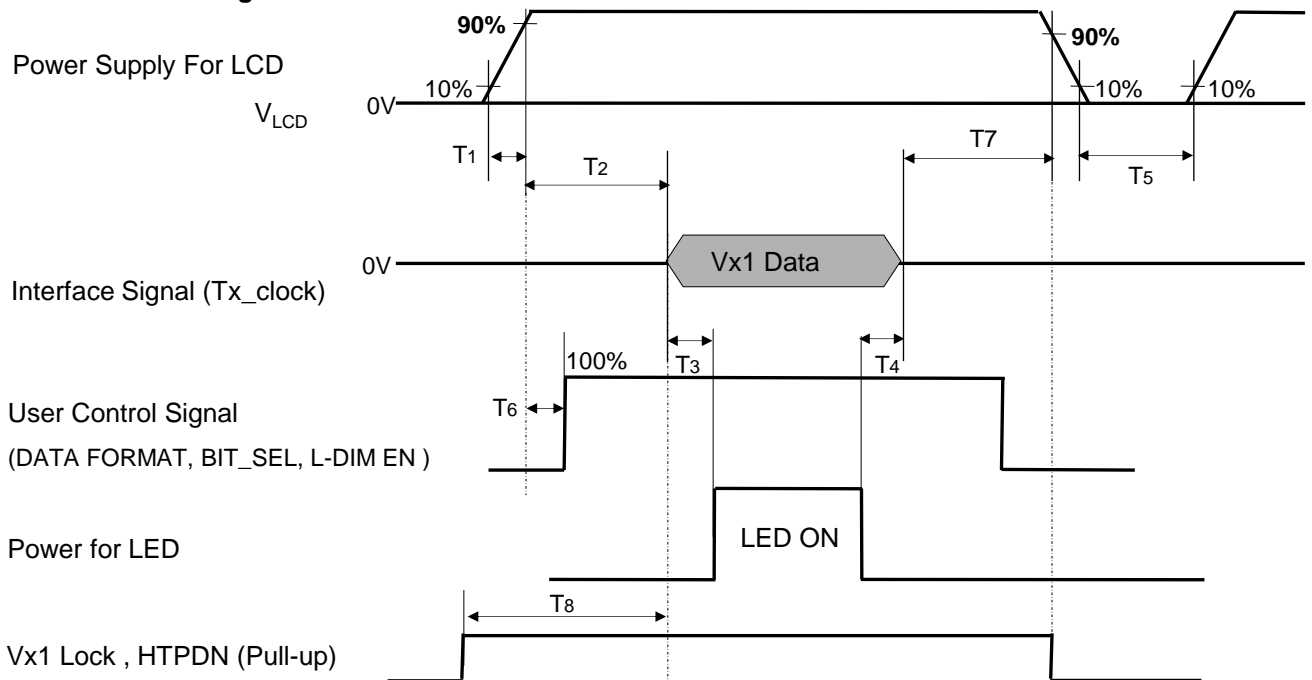 90%
90%
Power Supply For LCD
10%
10%
10%
VLCD
0V
T1
T2
T7
T5
0V
Vx1 Data
Interface Signal (Tx_clock)
T3
T4
100%
T6
User Control Signal
(DATA FORMAT, BIT_SEL, L-DIM EN )
LED ON
Power for LED
T8
Vx1 Lock , HTPDN (Pull-up)